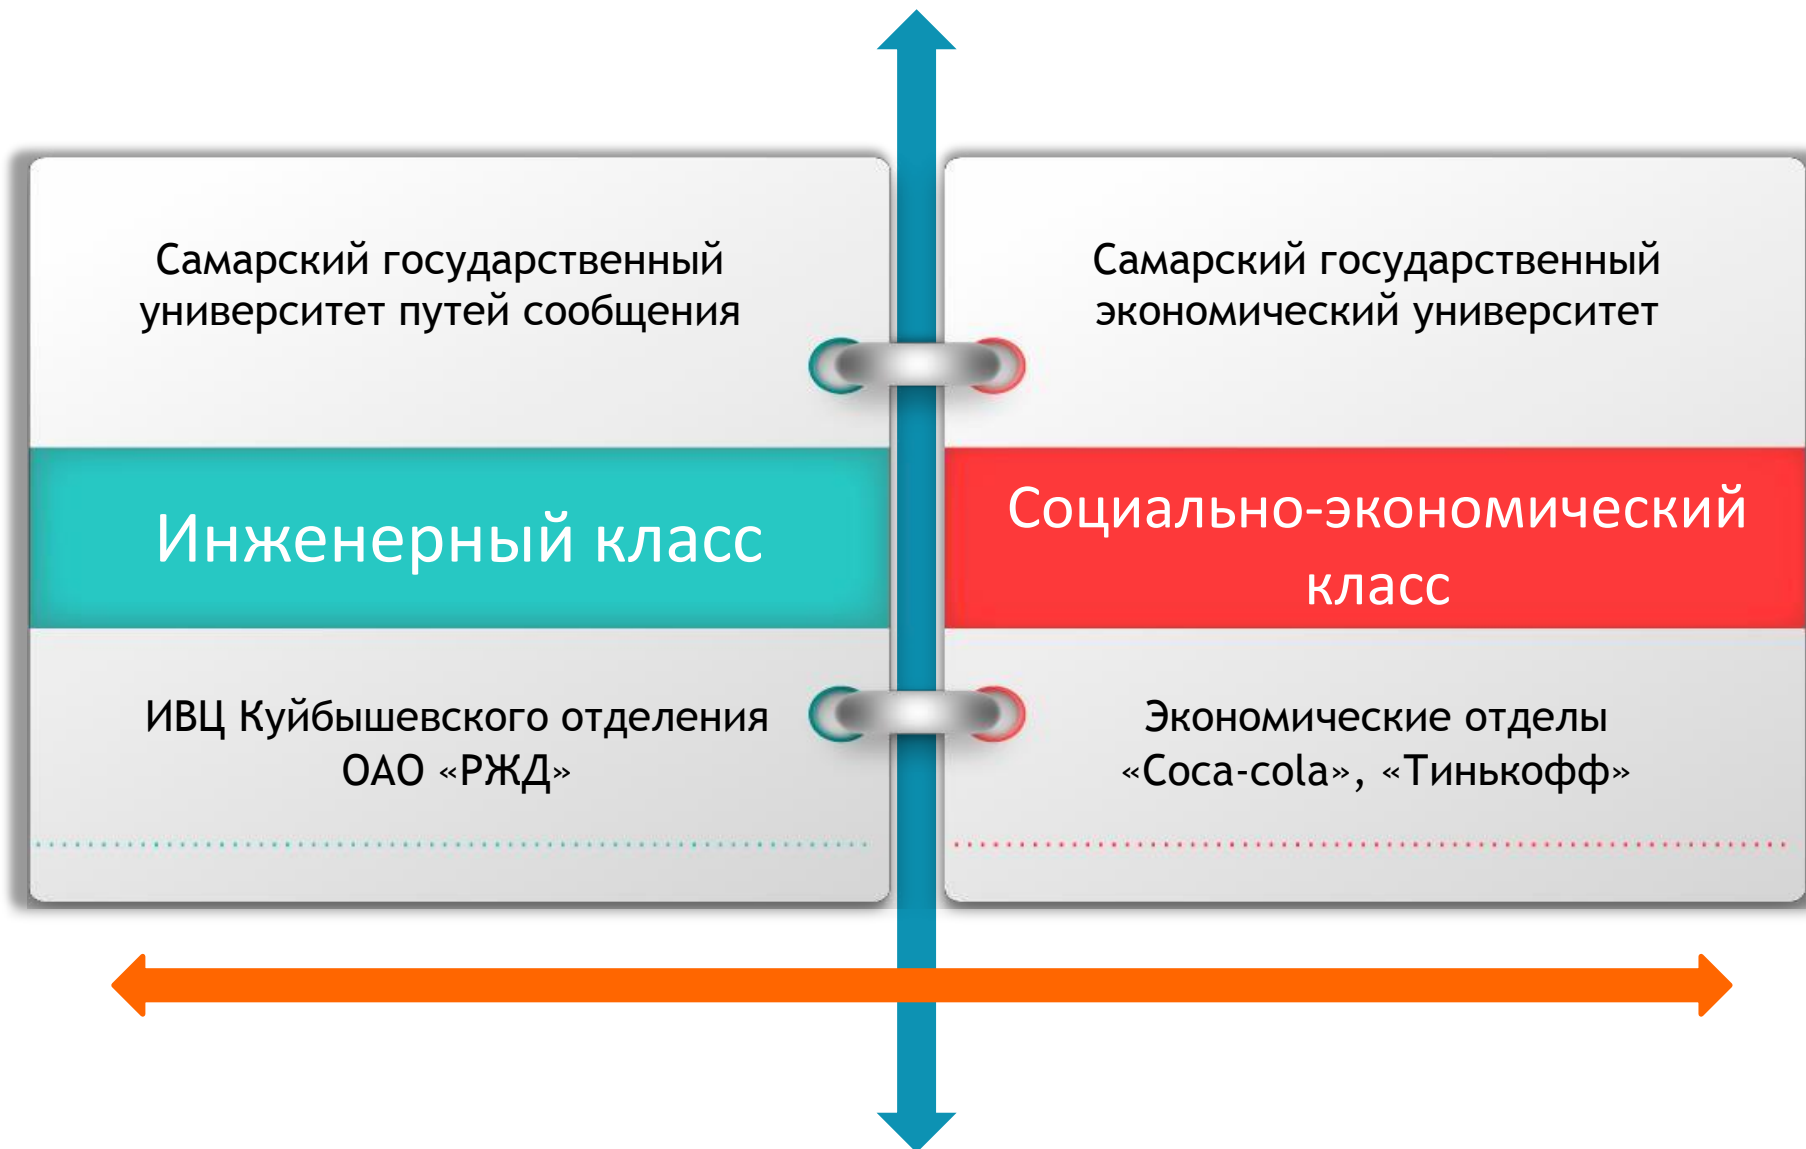 Самарский государственный
университет путей сообщения
Инженерный класс
ИВЦ Куйбышевского отделения
ОАО «РЖД»
Самарский государственный
экономический университет
Социально-экономический
класс
Экономические отделы
«Coca-cola», «Тинькофф»